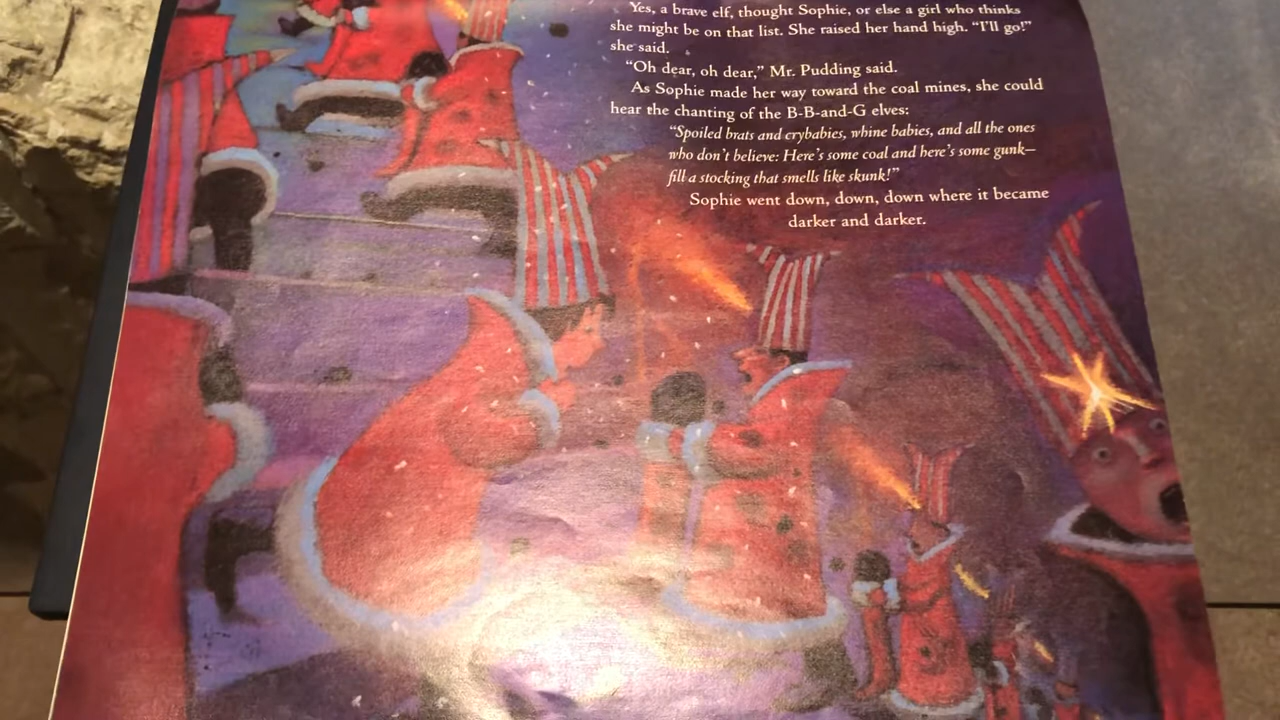 Yes, a brave elf, thought Sophie, or else a girl who thinks
she might be on that list. She raised her hand high. “I’ll go!”
she said.
“Oh dear, oh dear,” Mr. Pudding said.
As Sophie made her way toward the coal mines, she could
hear the chanting of the B-B-and-G elves:
“Spoiled brats and crybabies, whine babies, and all the ones
who don’t believe: Here’s some coal and here’s some gunk—
fill a stocking that smells like skunk!”
Sophie went down, down, down where it became
darker and darker.